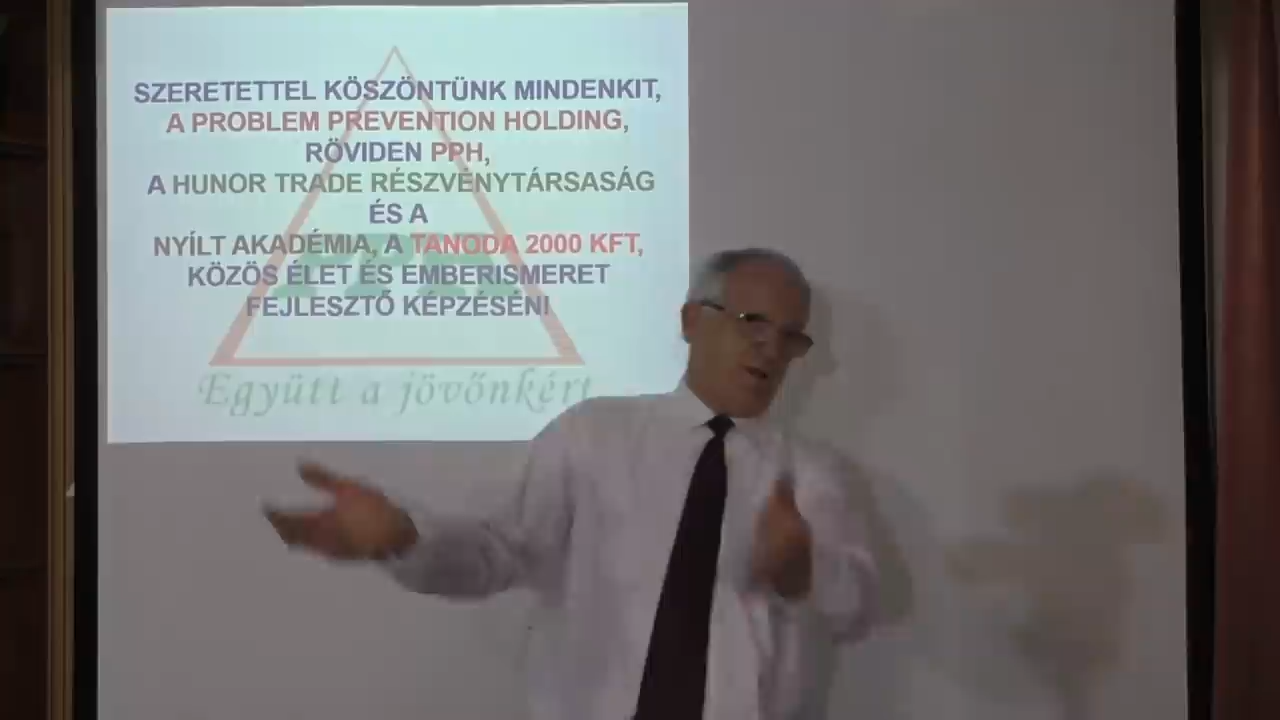 SZERETETTEL KÖSZÖNTÜNK MINDENKIT,
A PROBLEM PREVENTION HOLDING,
RÖVIDEN PPH,
A HUNOR TRADE RÉSZVÉNYTÁRSASÁG
ÉS A
NYÍLT AKADÉMIA, A TANODA 2000 KFT,
KÖZÖS ÉLET ÉS EMBERISMERET
FEJLESZTŐ KÉPZÉSÉN!
PPH
Együtt a jövőnkért